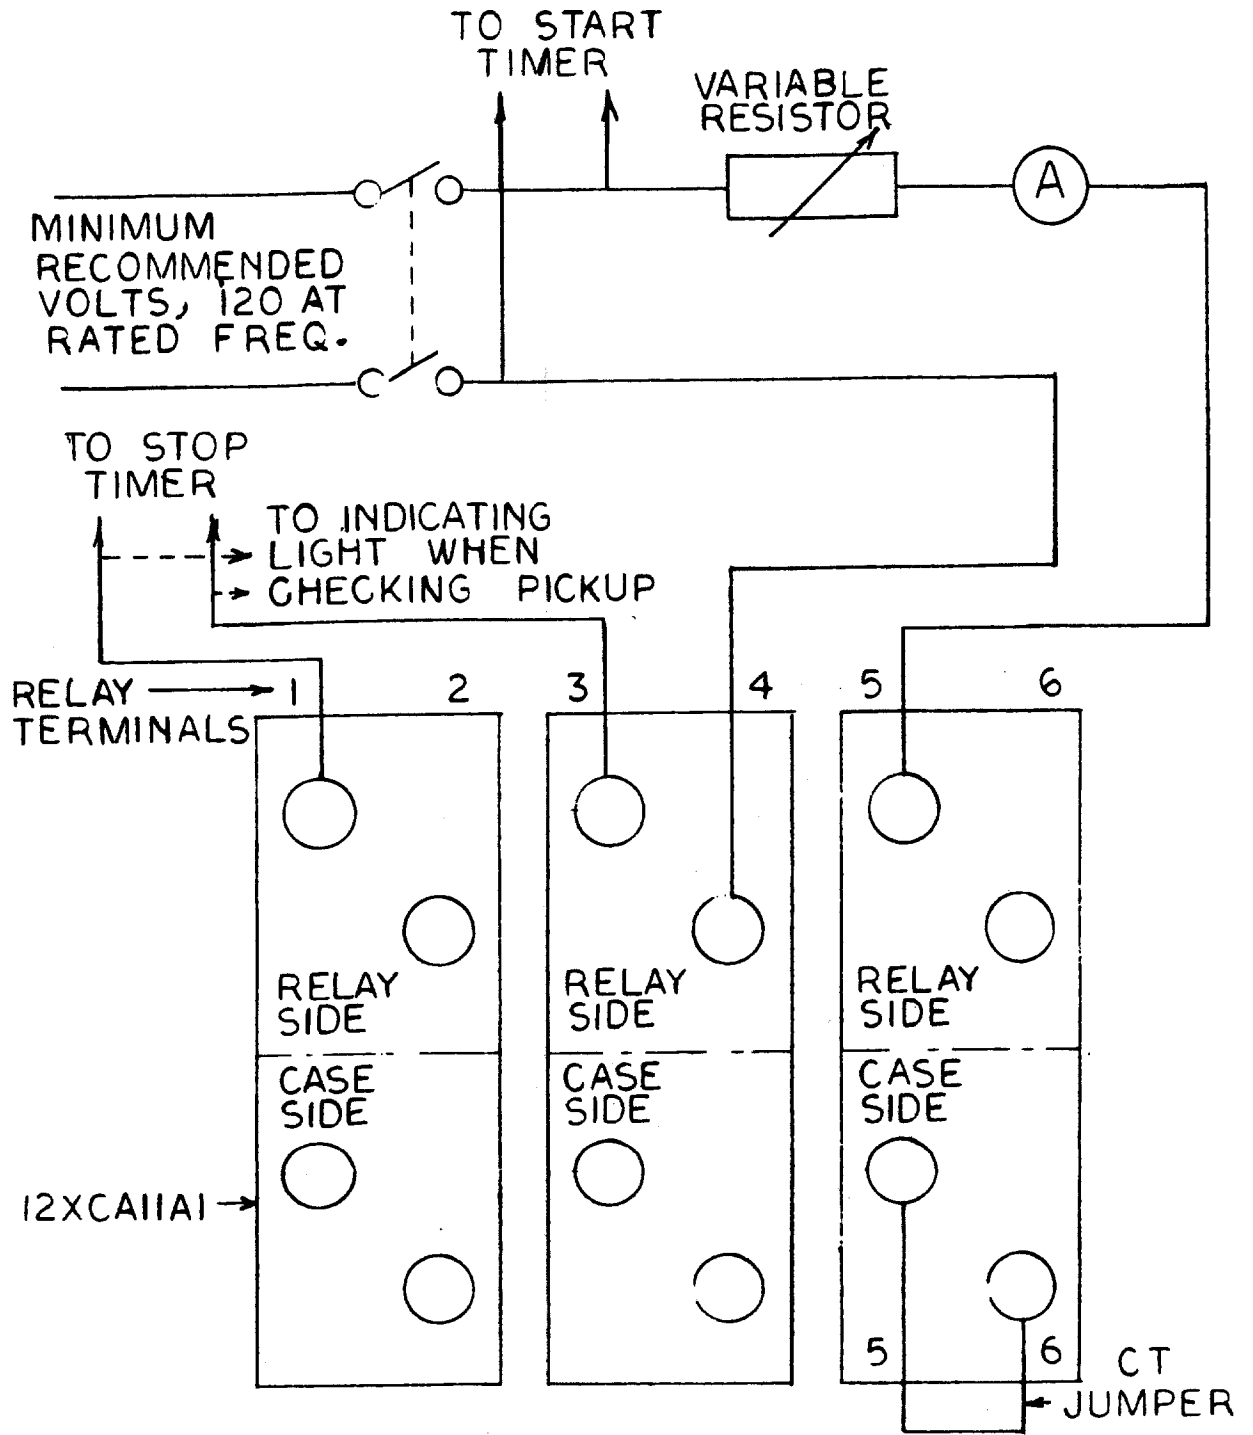 TO START
TIMER
VARIABLE
RESISTOR
A
MINIMUM
RECOMMENDED
VOLTS, 120 AT
RATED FREQ.
TO STOP
TIMER
TO INDICATING
LIGHT WHEN
CHECKING PICKUP
RELAY
TERMINALS
1 2 3 4 5 6
RELAY
SIDE
RELAY
SIDE
RELAY
SIDE
CASE
SIDE
CASE
SIDE
CASE
SIDE
12XCA11A1
5 6
CT
JUMPER